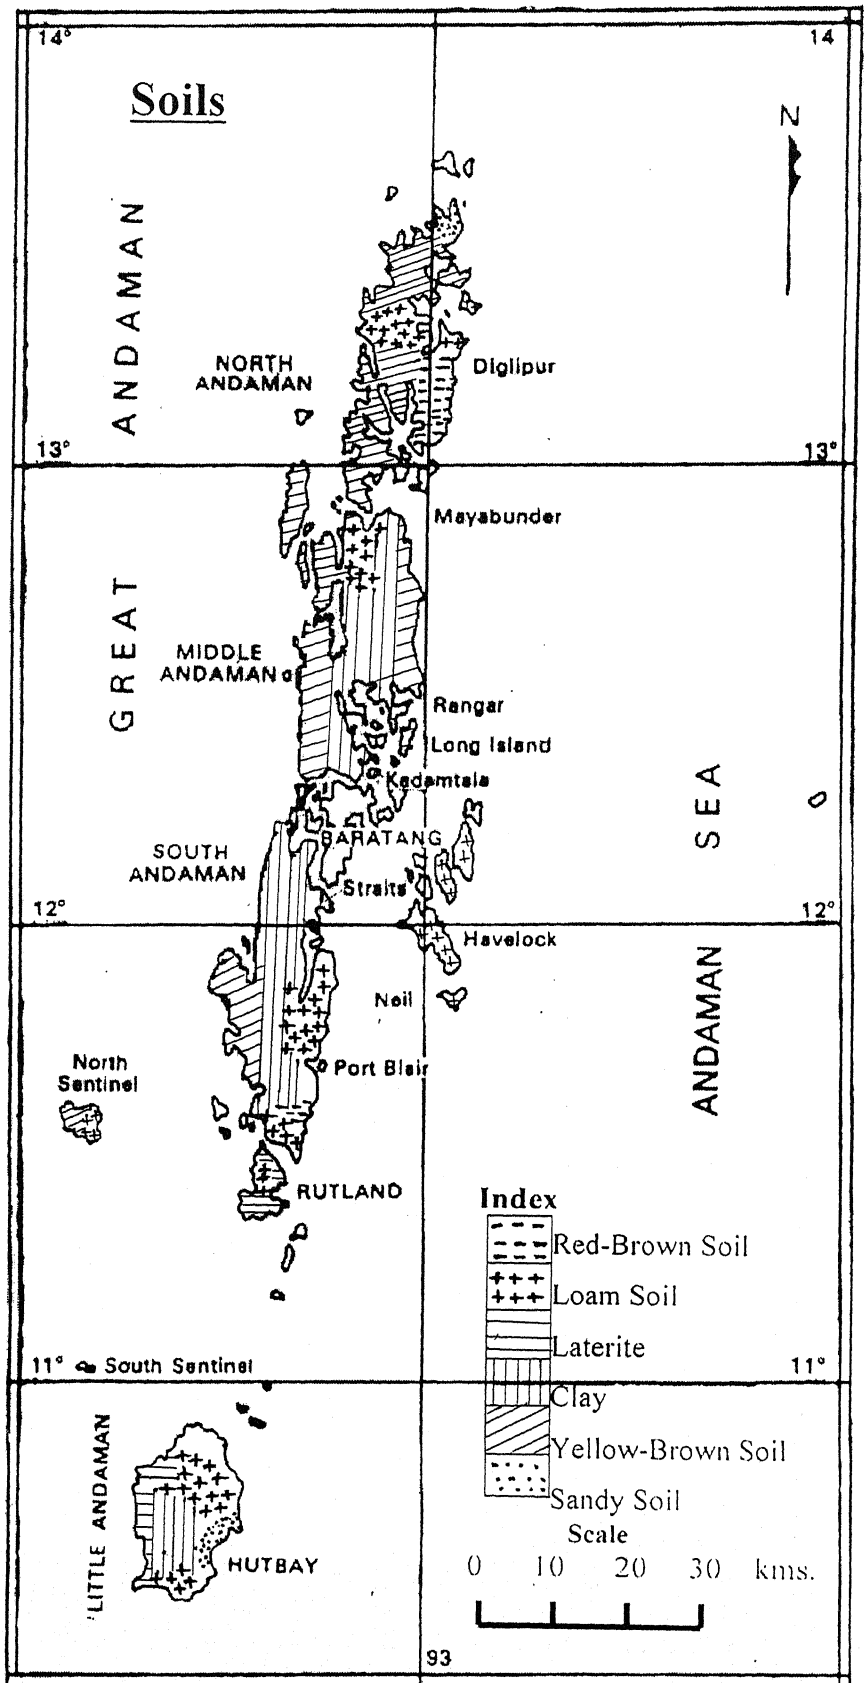 14°
14
Soils
N
GREAT ANDAMAN
NORTH
ANDAMAN
Diglipur
13°
13°
Mayabunder
MIDDLE
ANDAMAN
Rangar
Long Island
Kadamtala
ANDAMAN SEA
BARATANG
SOUTH
ANDAMAN
Straits
12°
12°
Havelock
Neil
Port Blair
North
Sentinel
RUTLAND
Index
Red-Brown Soil
Loam Soil
Laterite
Clay
Yellow-Brown Soil
Sandy Soil
11°
South Sentinel
11°
LITTLE ANDAMAN
HUTBAY
Scale
0 10 20 30 kms.
93